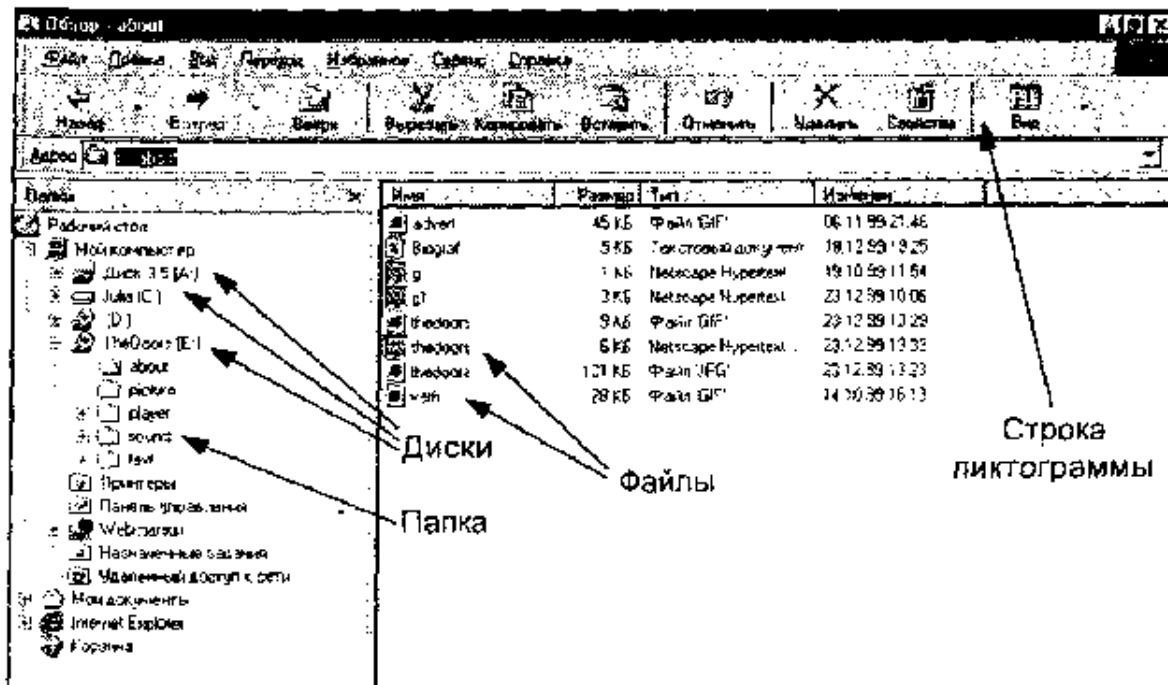 Обзор - about
Файл Правка Вид Переход Избранное Сервис Справка
Назад Вперед Вверх Вырезать Копировать Вставить Отменить Удалить Свойства Вид
Адрес
Папки
Имя Размер Тип Изменен
Рабочий стол
Мой компьютер
Диск 3.5 [A:]
Julia (C:)
(D:)
TheDoors (E:)
about
picture
player
sound
text
Принтеры
Панель управления
Назначенные задания
Удаленный доступ к сети
Мои документы
Internet Explorer
Корзина
advert 45 КБ Файл "GIF" 06.11.99 21:46
Biograf 5 КБ Текстовый документ 18.12.99 19:25
g 1 КБ Netscape Hypertext 19.10.99 11:54
g1 3 КБ Netscape Hypertext 23.12.99 10:06
thedoors 9 КБ Файл "GIF" 23.12.99 13:29
thedoors 6 КБ Netscape Hypertext... 23.12.99 13:33
thedoors 101 КБ Файл "JPG" 23.12.99 13:23
28 КБ Файл "GIF" 14.10.99 16:13
Диски
Папка
Файлы
Строка
пиктограммы